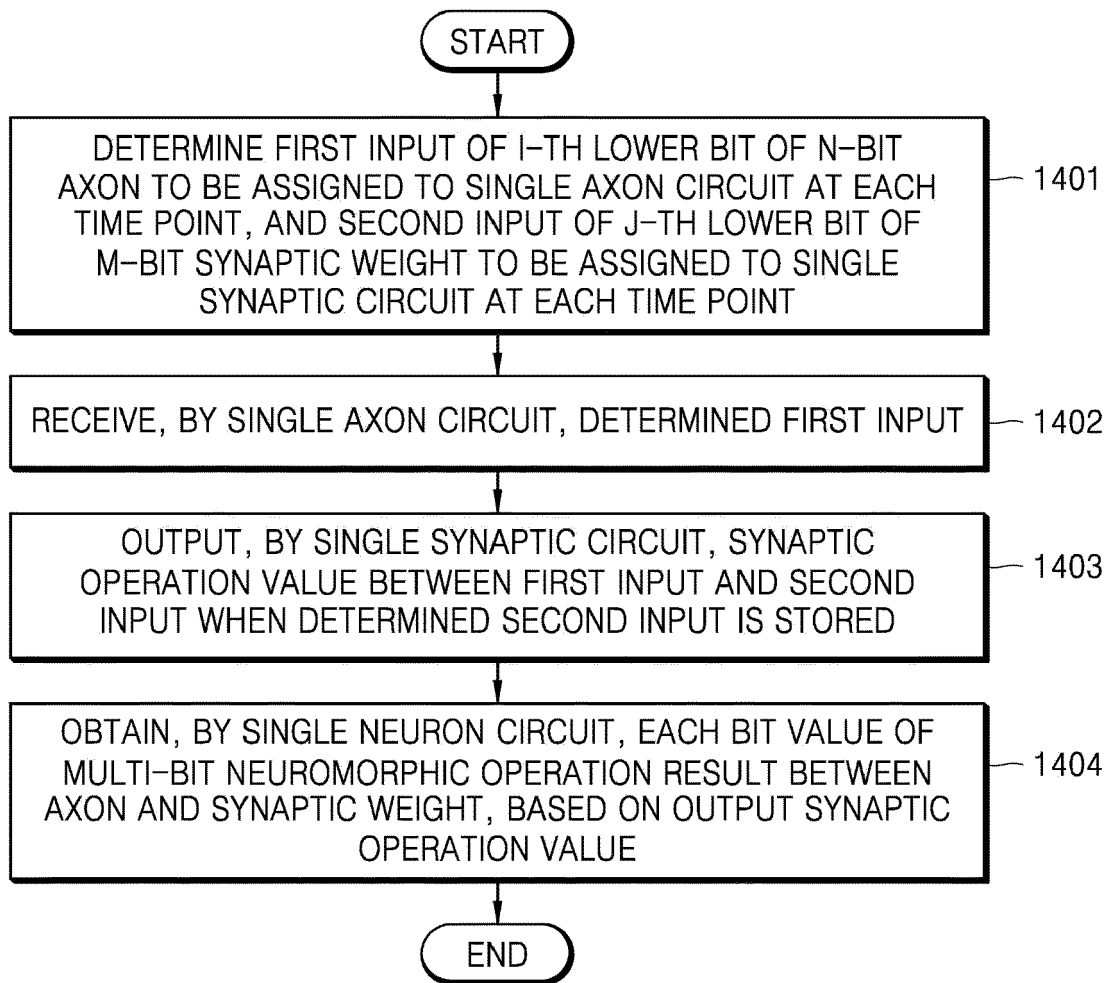 START
DETERMINE FIRST INPUT OF I-TH LOWER BIT OF N-BIT
AXON TO BE ASSIGNED TO SINGLE AXON CIRCUIT AT EACH
TIME POINT, AND SECOND INPUT OF J-TH LOWER BIT OF
M-BIT SYNAPTIC WEIGHT TO BE ASSIGNED TO SINGLE
SYNAPTIC CIRCUIT AT EACH TIME POINT
1401
RECEIVE, BY SINGLE AXON CIRCUIT, DETERMINED FIRST INPUT
1402
OUTPUT, BY SINGLE SYNAPTIC CIRCUIT, SYNAPTIC
OPERATION VALUE BETWEEN FIRST INPUT AND SECOND
INPUT WHEN DETERMINED SECOND INPUT IS STORED
1403
OBTAIN, BY SINGLE NEURON CIRCUIT, EACH BIT VALUE OF
MULTI-BIT NEUROMORPHIC OPERATION RESULT BETWEEN
AXON AND SYNAPTIC WEIGHT, BASED ON OUTPUT SYNAPTIC
OPERATION VALUE
1404
END